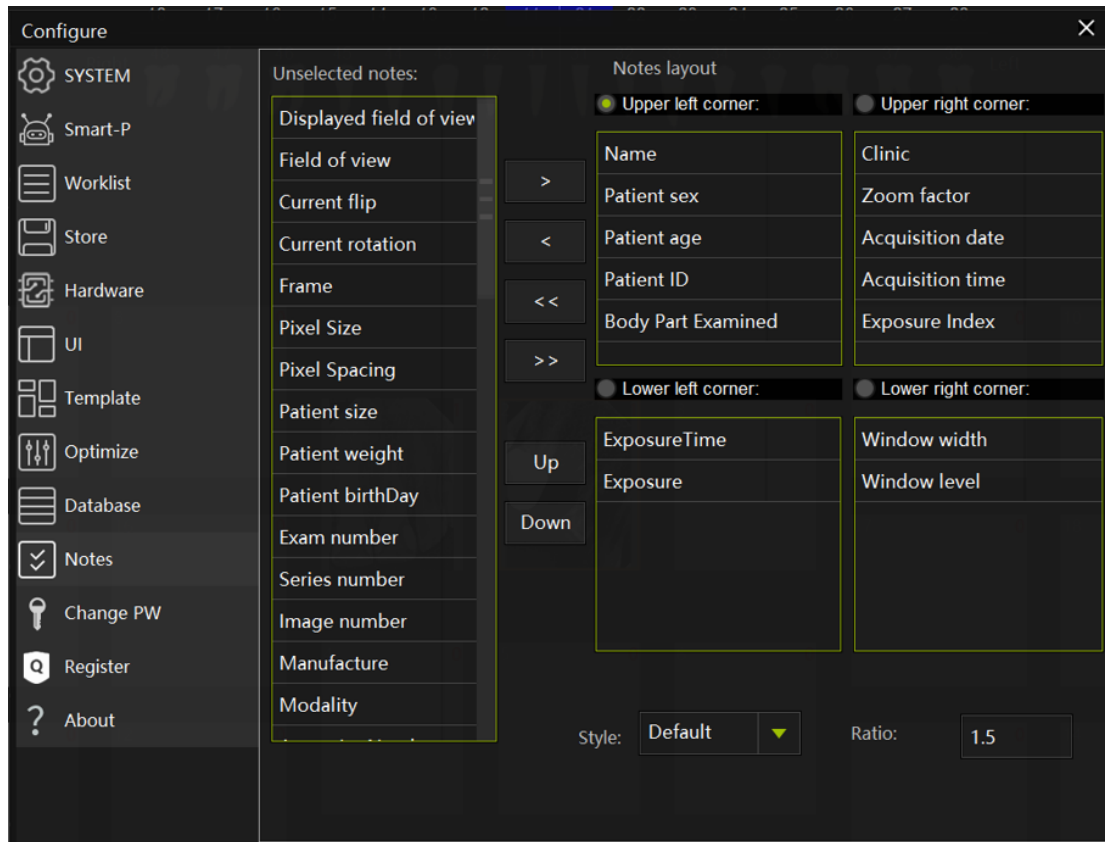 Configure
SYSTEM
Smart-P
Worklist
Store
Hardware
UI
Template
Optimize
Database
Notes
Change PW
Register
About
Unselected notes:
Displayed field of view
Field of view
Current flip
Current rotation
Frame
Pixel Size
Pixel Spacing
Patient size
Patient weight
Patient birthDay
Exam number
Series number
Image number
Manufacture
Modality
>
<
<<
>>
Up
Down
Notes layout
Upper left corner:
Name
Patient sex
Patient age
Patient ID
Body Part Examined
Upper right corner:
Clinic
Zoom factor
Acquisition date
Acquisition time
Exposure Index
Lower left corner:
ExposureTime
Exposure
Lower right corner:
Window width
Window level
Style:
Default
Ratio:
1.5